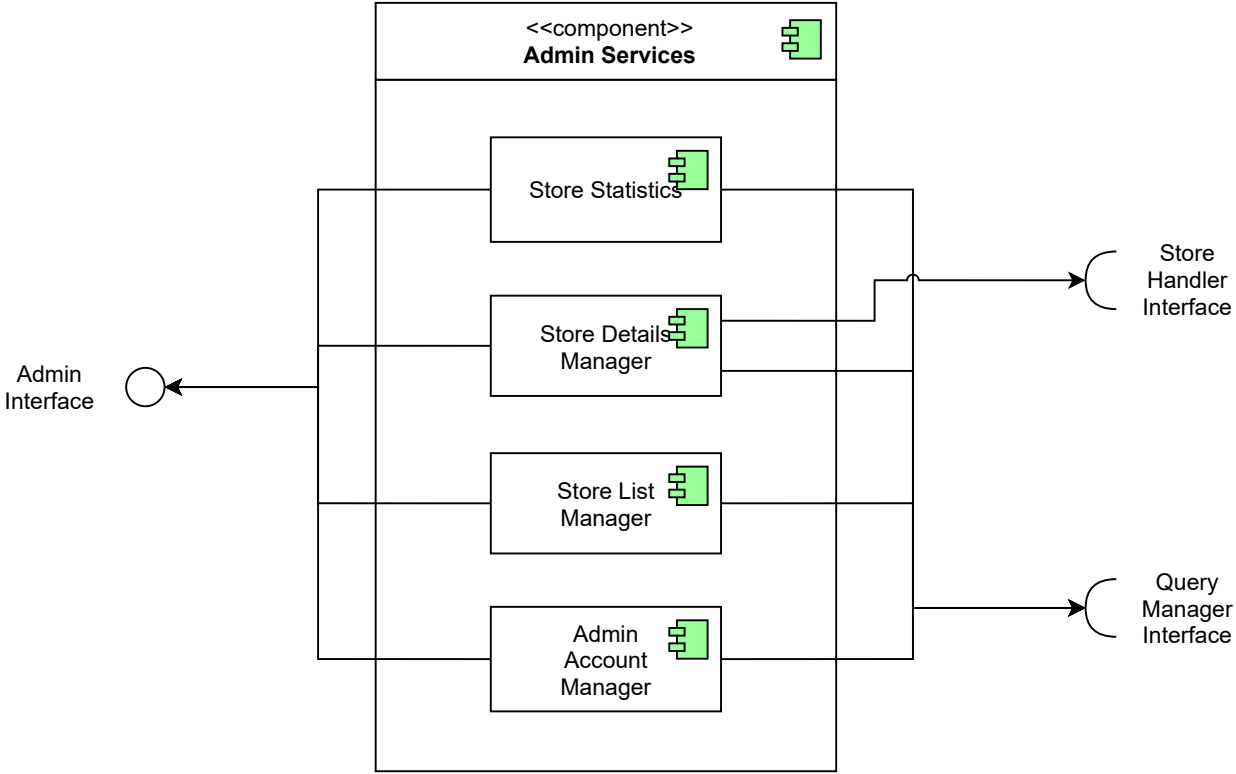 <<component>>
Admin Services
Store Statistics
Store Details
Manager
Store List
Manager
Admin
Account
Manager
Admin
Interface
Store
Handler
Interface
Query
Manager
Interface